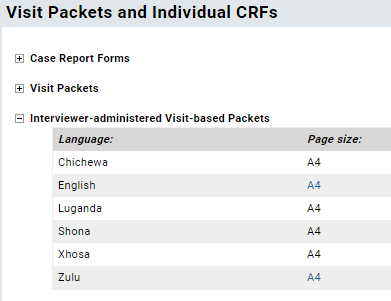 Visit Packets and Individual CRFs
Case Report Forms
Visit Packets
Interviewer-administered Visit-based Packets
Language: Page size:
Chichewa A4
English A4
Luganda A4
Shona A4
Xhosa A4
Zulu A4